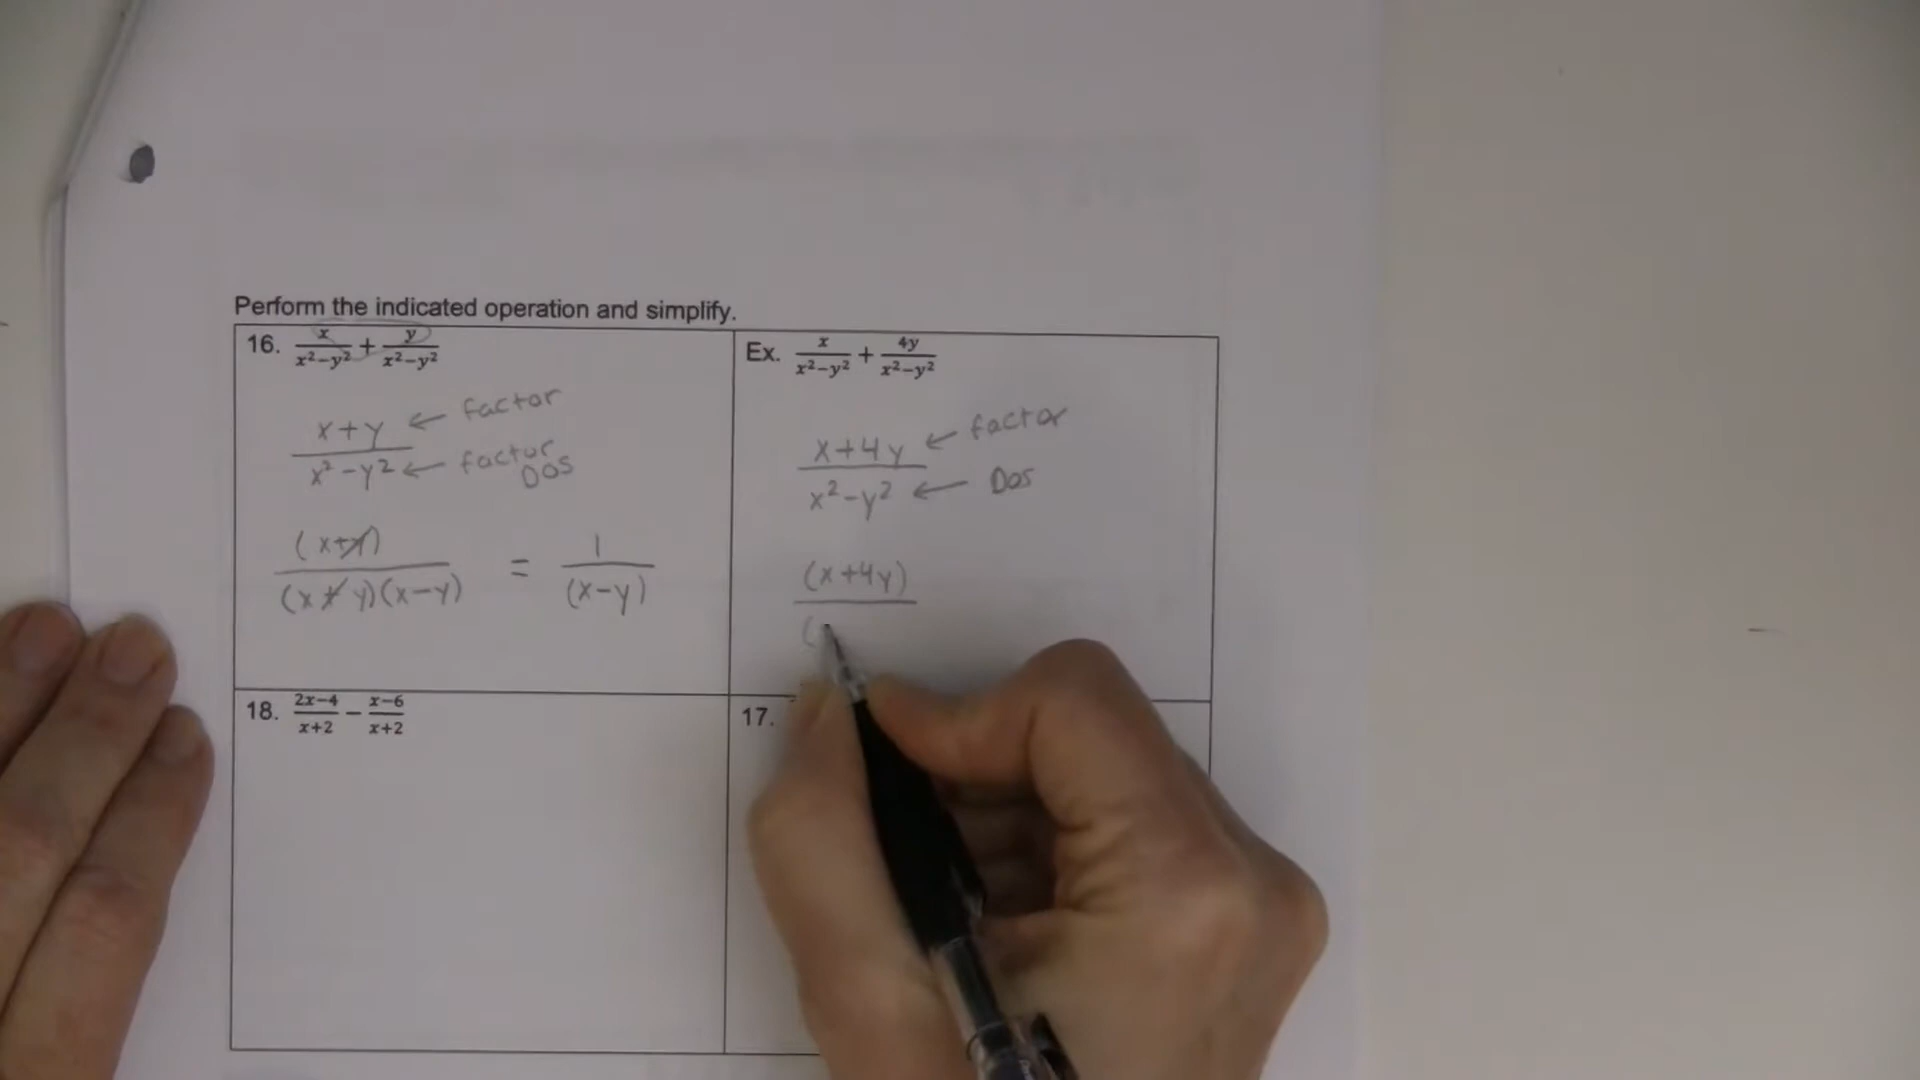 Perform the indicated operation and simplify.
16. x/(x²−y²) + y/(x²−y²)
x+y ← factor
x²−y² ← factor
DOS
(x+y)
(x+y)(x−y)
= 1/(x−y)
Ex. x/(x²−y²) + 4y/(x²−y²)
x+4y ← factor
x²−y² ← DOS
(x+4y)
(
18. (2x−4)/(x+2) − (x−6)/(x+2)
17.